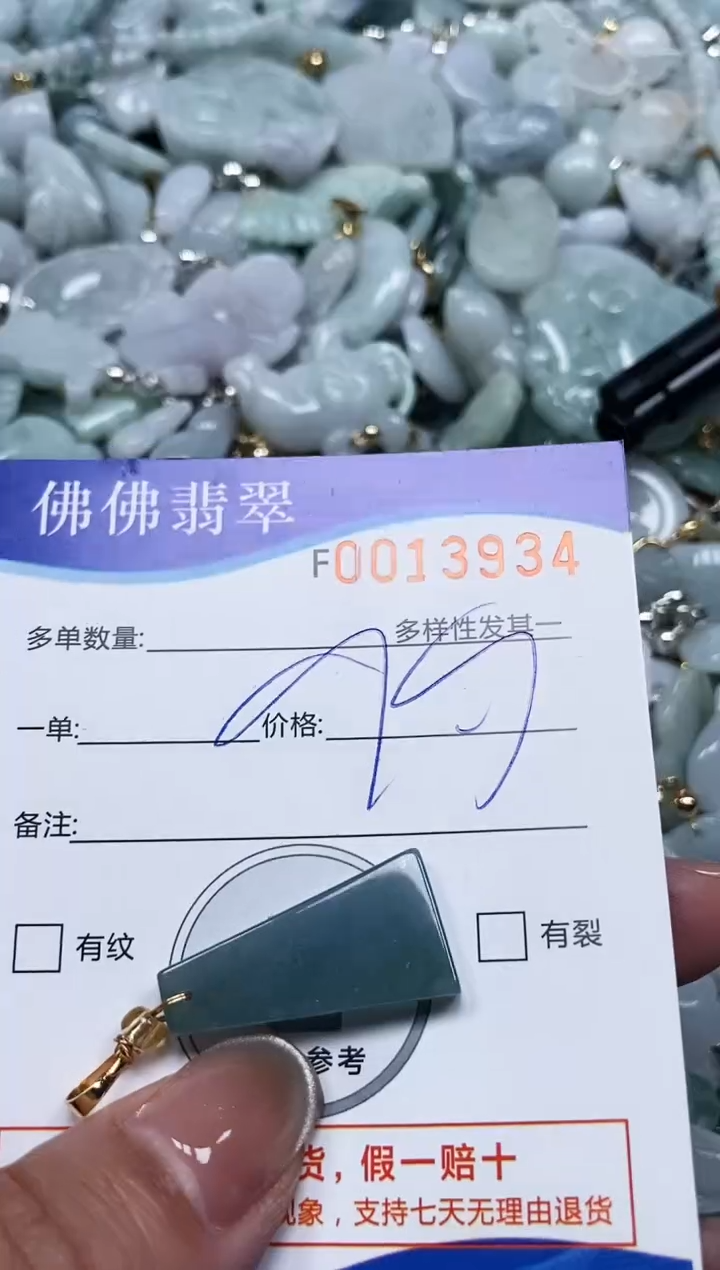 佛佛翡翠
F0013934
多单数量: 多样性发其一
一单: 价格:
备注:
有纹 有裂
参考
货，假一赔十
现象，支持七天无理由退货